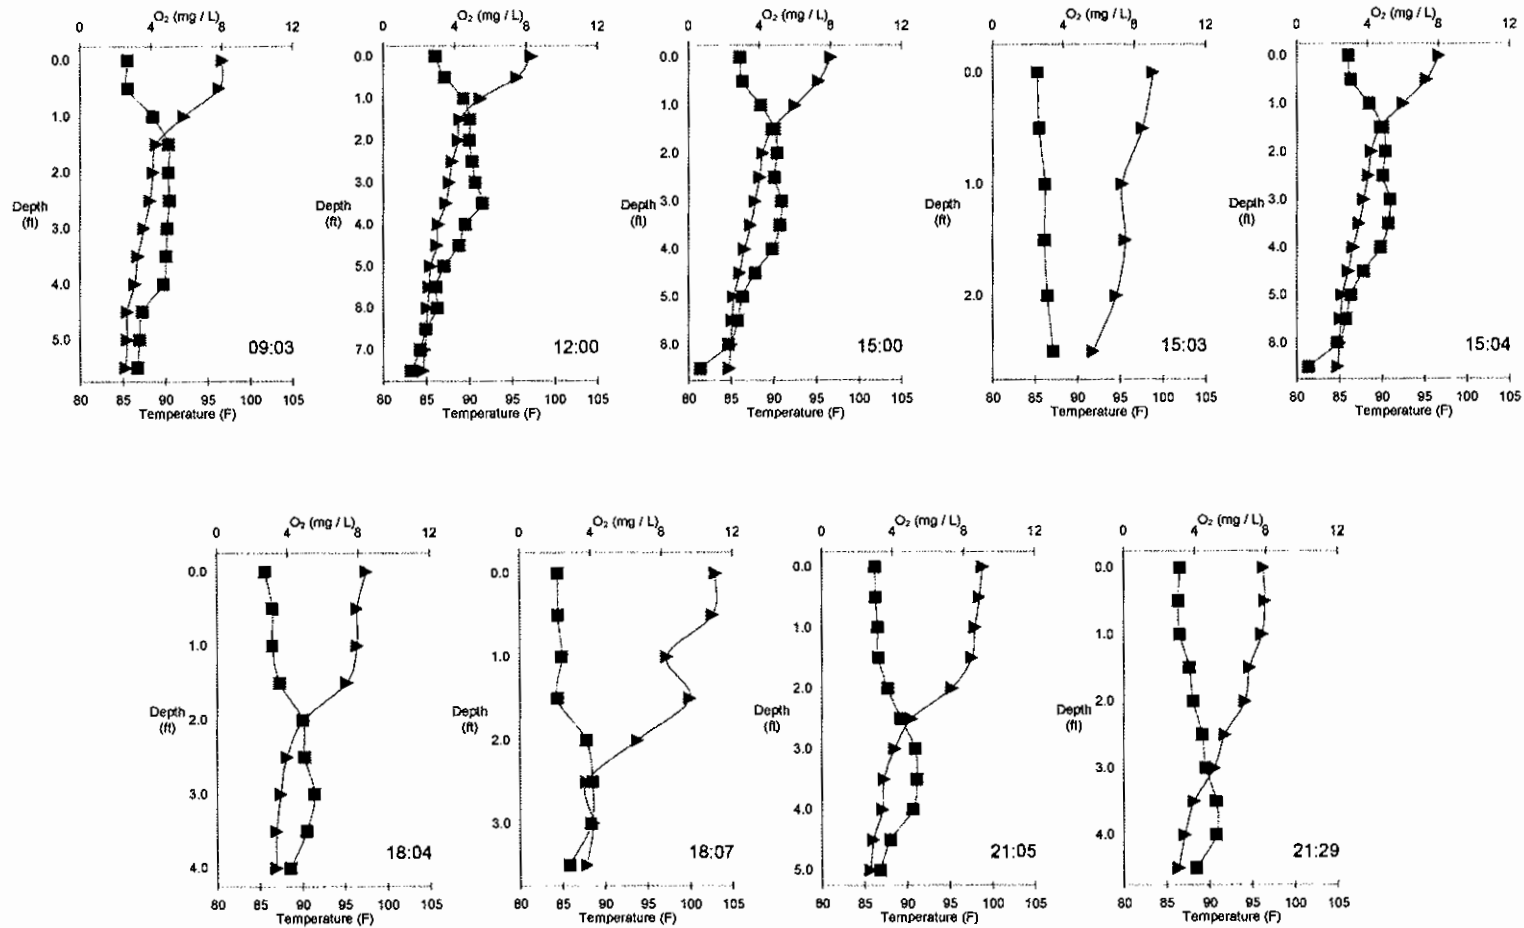 O₂ (mg / L)
0 4 8 12
0.0
1.0
2.0
Depth
(ft)
3.0
4.0
5.0
09:03
80 85 90 95 100 105
Temperature (F)
O₂ (mg / L)
0 4 8 12
0.0
1.0
2.0
3.0
Depth
(ft)
4.0
5.0
8.0
7.0
12:00
80 85 90 95 100 105
Temperature (F)
O₂ (mg / L)
0 4 8 12
0.0
1.0
2.0
3.0
Depth
(ft)
4.0
5.0
8.0
15:00
80 85 90 95 100 105
Temperature (F)
O₂ (mg / L)
0 4 8 12
0.0
1.0
Depth
(ft)
2.0
15:03
80 85 90 95 100 105
Temperature (F)
O₂ (mg / L)
0 4 8 12
0.0
1.0
2.0
3.0
Depth
(ft)
4.0
5.0
8.0
15:04
80 85 90 95 100 105
Temperature (F)
O₂ (mg / L)
0 4 8 12
0.0
1.0
Depth
2.0
(ft)
3.0
4.0
18:04
80 85 90 95 100 105
Temperature (F)
O₂ (mg / L)
0 4 8 12
0.0
1.0
Depth
(ft)
2.0
3.0
18:07
80 85 90 95 100 105
Temperature (F)
O₂ (mg / L)
0 4 8 12
0.0
1.0
2.0
Depth
(ft)
3.0
4.0
5.0
21:05
80 85 90 95 100 105
Temperature (F)
O₂ (mg / L)
0 4 8 12
0.0
1.0
2.0
Depth
(ft)
3.0
4.0
21:29
80 85 90 95 100 105
Temperature (F)